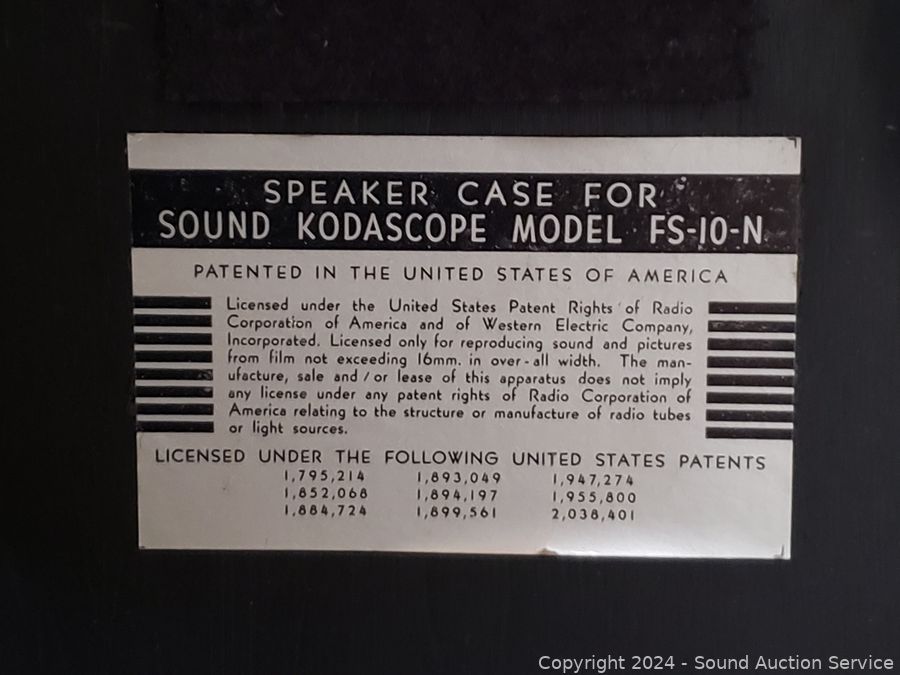 SPEAKER CASE FOR
SOUND KODASCOPE MODEL FS-10-N
PATENTED IN THE UNITED STATES OF AMERICA
Licensed under the United States Patent Rights of Radio
Corporation of America and of Western Electric Company,
Incorporated. Licensed only for reproducing sound and pictures
from film not exceeding 16mm. in over-all width. The man-
ufacture, sale and/or lease of this apparatus does not imply
any license under any patent rights of Radio Corporation of
America relating to the structure or manufacture of radio tubes
or light sources.
LICENSED UNDER THE FOLLOWING UNITED STATES PATENTS
1,795,214 1,893,049 1,947,274
1,852,068 1,894,197 1,955,800
1,884,724 1,899,561 2,038,401
Copyright 2024 - Sound Auction Service